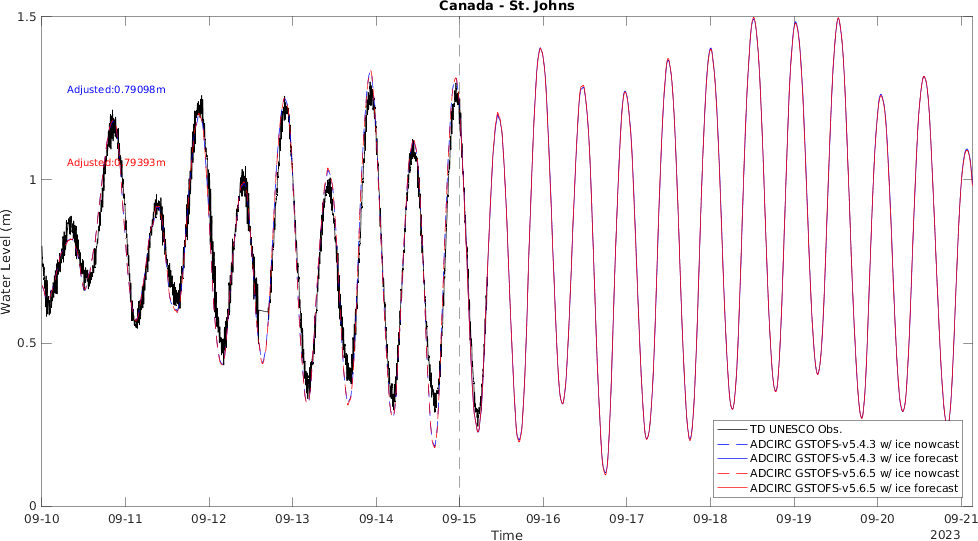 Canada - St. Johns
1.5
Adjusted:0.79098m
Adjusted:0.79393m
1
Water Level (m)
0.5
TD UNESCO Obs.
ADCIRC GSTOFS-v5.4.3 w/ ice nowcast
ADCIRC GSTOFS-v5.4.3 w/ ice forecast
ADCIRC GSTOFS-v5.6.5 w/ ice nowcast
ADCIRC GSTOFS-v5.6.5 w/ ice forecast
0
09-10 09-11 09-12 09-13 09-14 09-15 09-16 09-17 09-18 09-19 09-20 09-21
Time
2023